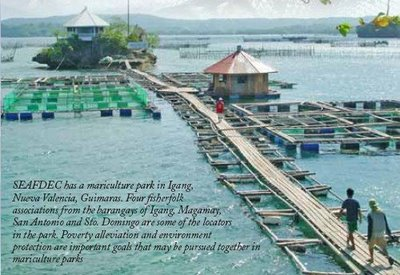 SEAFDEC has a mariculture park in Igang,
Nueva Valencia, Guimaras. Four fisherfolk
associations from the barangays of Igang, Magamay,
San Antonio and Sto. Domingo are some of the locators
in the park. Poverty alleviation and environment
protection are important goals that may be pursued together in
mariculture parks